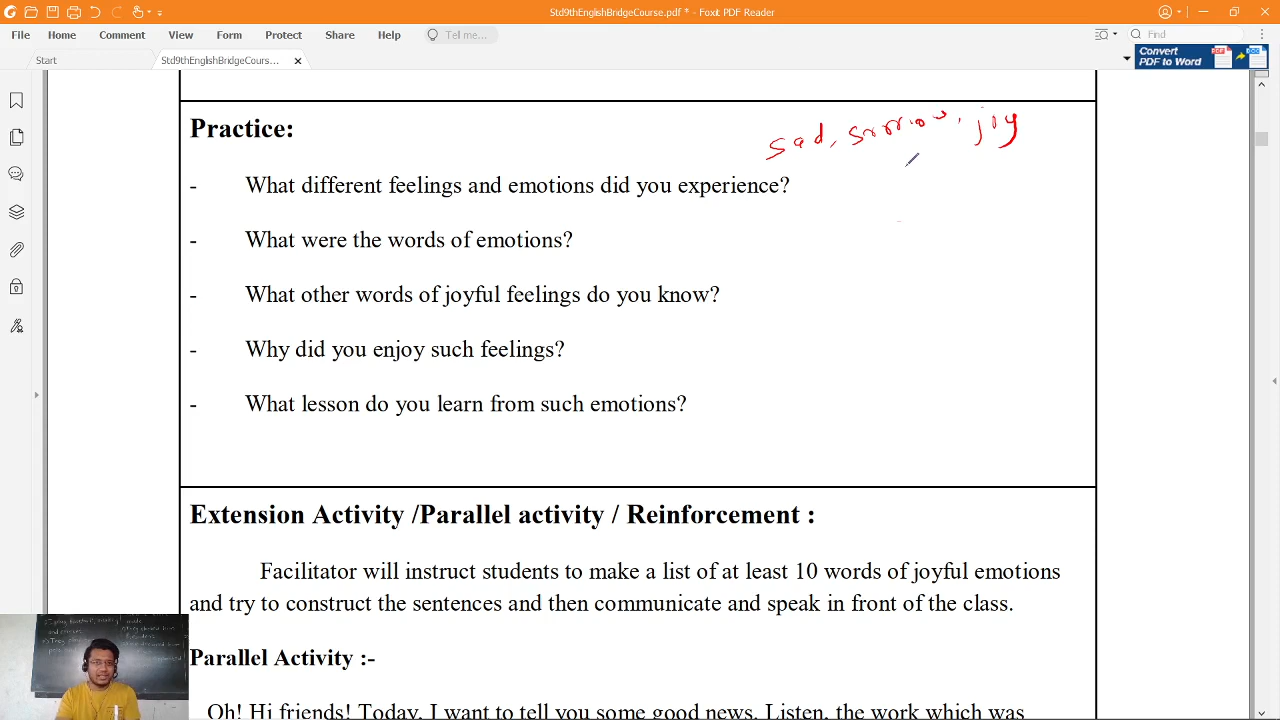 Std9thEnglishBridgeCourse.pdf * - Foxit PDF Reader
File Home Comment View Form Protect Share Help Tell me... Find
Start Std9thEnglishBridgeCours... Convert PDF to Word
Practice: sad, sorrow, joy
- What different feelings and emotions did you experience?
- What were the words of emotions?
- What other words of joyful feelings do you know?
- Why did you enjoy such feelings?
- What lesson do you learn from such emotions?
Extension Activity /Parallel activity / Reinforcement :
Facilitator will instruct students to make a list of at least 10 words of joyful emotions
and try to construct the sentences and then communicate and speak in front of the class.
Parallel Activity :-
Oh! Hi friends! Today, I want to tell you some good news. Listen, the work which was